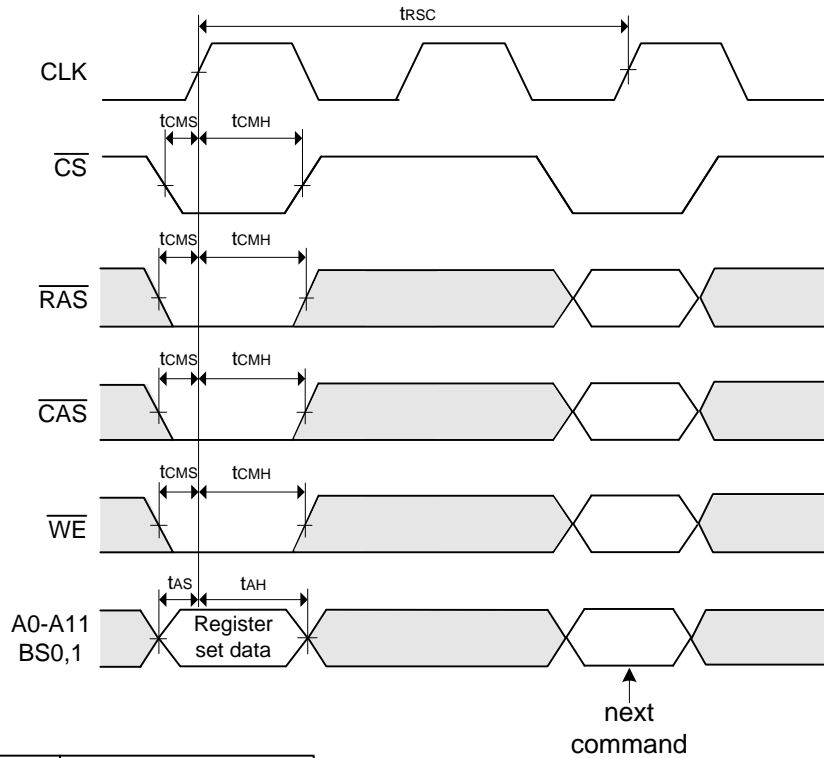 tRSC
CLK
tCMS tCMH
CS
tCMS tCMH
RAS
tCMS tCMH
CAS
tCMS tCMH
WE
tAS tAH
A0-A11
BS0,1
Register
set data
next
command